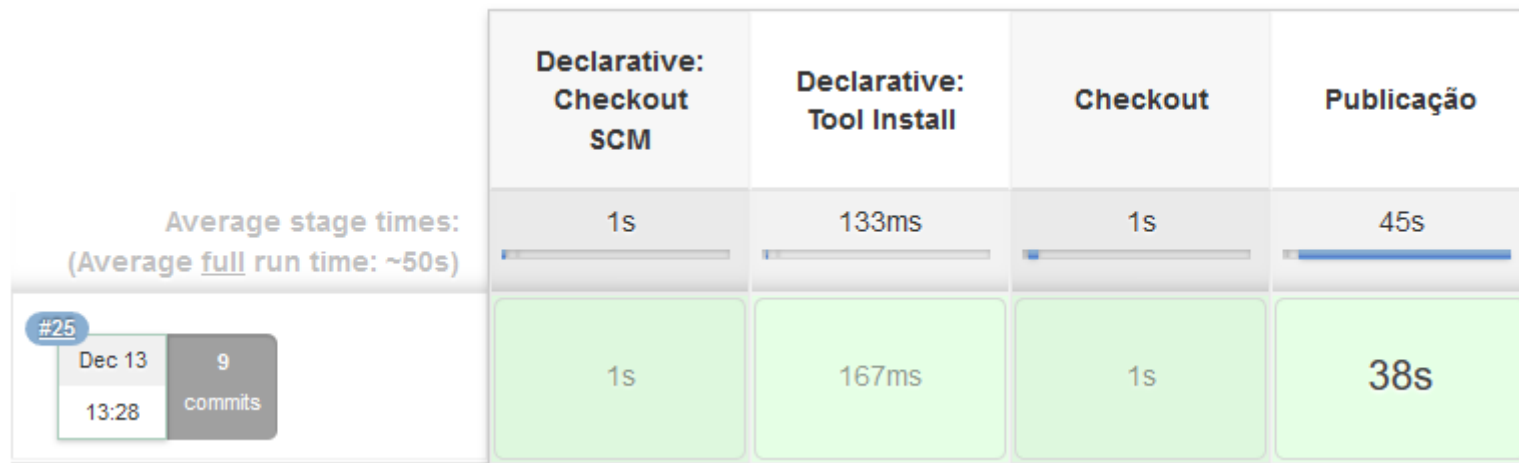 Declarative:
Checkout
SCM
Declarative:
Tool Install
Checkout
Publicação
Average stage times:
(Average full run time: ~50s)
1s
133ms
1s
45s
#25
Dec 13
13:28
9
commits
1s
167ms
1s
38s